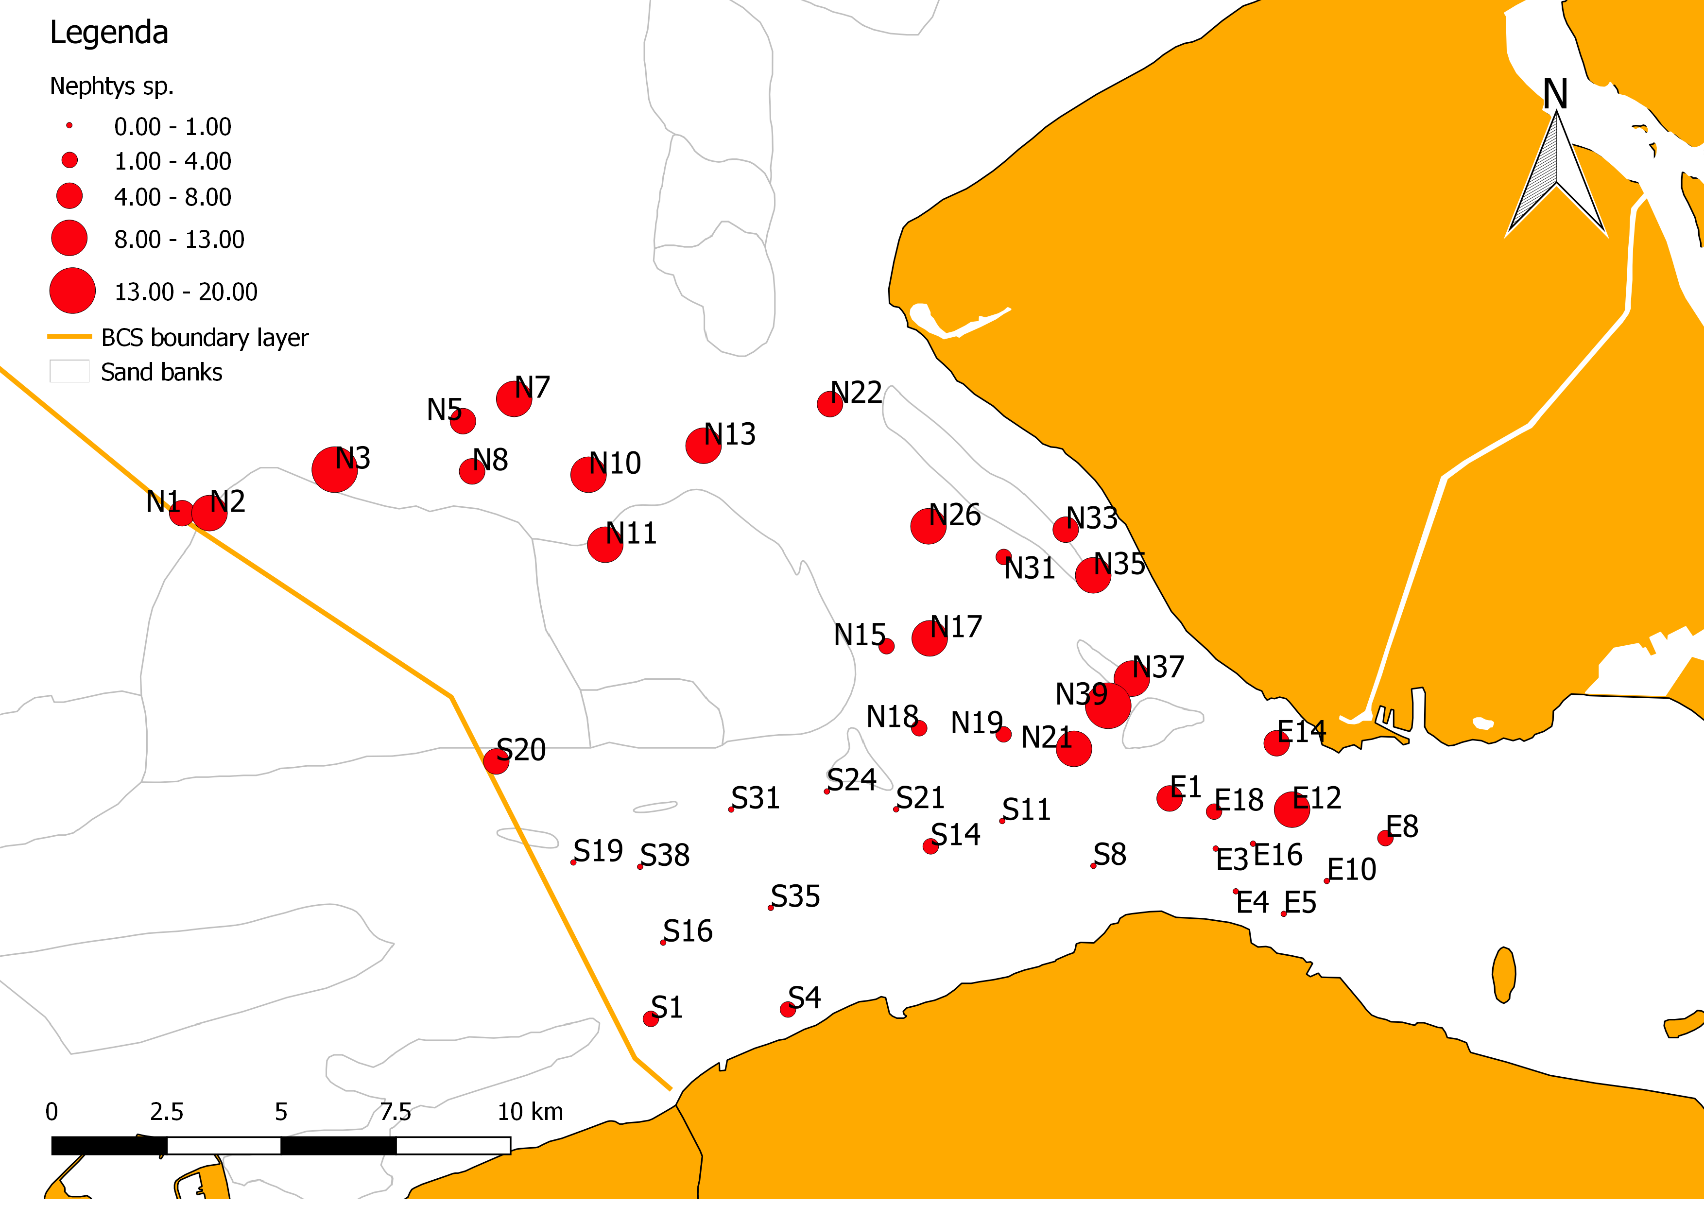 Legenda
Nephtys sp.
0.00 - 1.00
1.00 - 4.00
4.00 - 8.00
8.00 - 13.00
13.00 - 20.00
BCS boundary layer
Sand banks
N
N7
N5
N22
N13
N3
N8
N10
N1
N2
N26
N33
N11
N31
N35
N15
N17
N37
N39
N18
N19
N21
E14
S20
S24
S31
S21
S11
E1
E18
E12
S14
E8
S19
S38
S8
E3
E16
E10
S35
E4
E5
S16
S1
S4
0 2.5 5 7.5 10 km